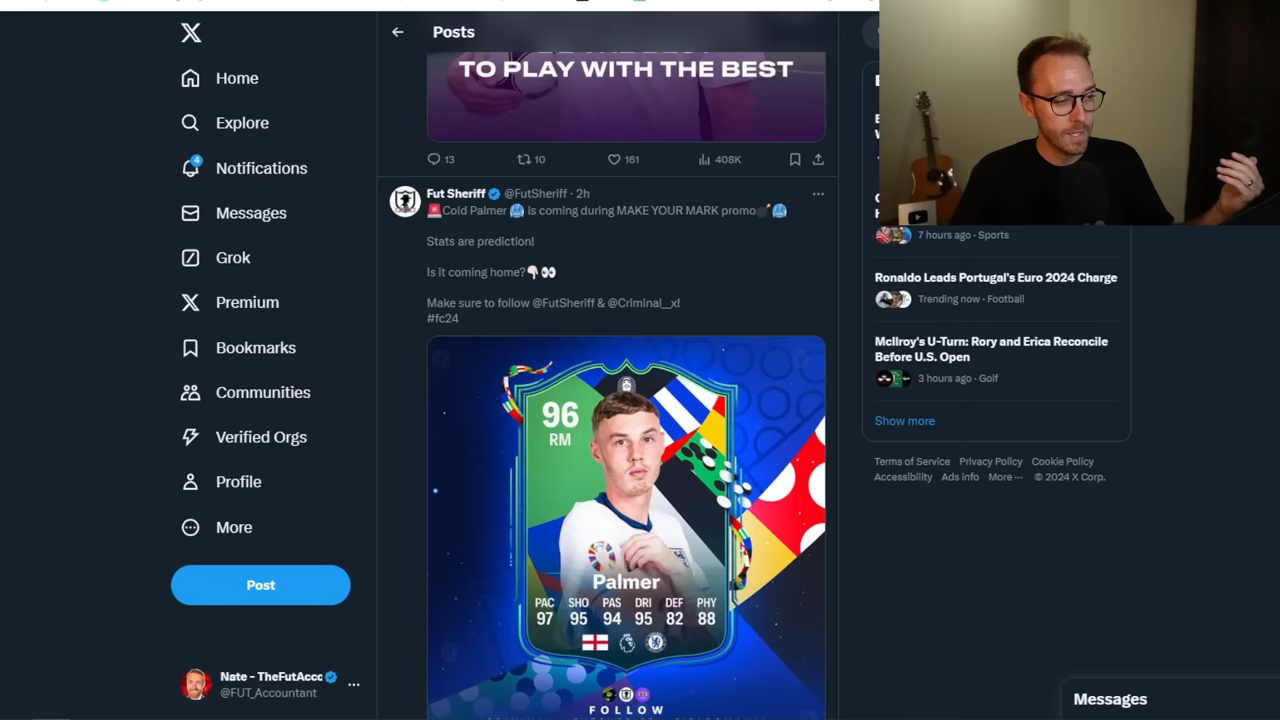 Posts
TO PLAY WITH THE BEST
13
10
161
408K
Home
Explore
4
Notifications
Messages
Grok
Premium
Bookmarks
Communities
Verified Orgs
Profile
More
Post
Nate - TheFutAcc
@FUT_Accountant
Fut Sheriff @FutSheriff · 2h
🚨Cold Palmer 🥶 Is coming during MAKE YOUR MARK promo💣🥶
Stats are prediction!
Is it coming home?👇🏻👀
Make sure to follow @FutSheriff & @Criminal__x!
#fc24
96
RM
Palmer
PAC SHO PAS DRI DEF PHY
97 95 94 95 82 88
FOLLOW
7 hours ago · Sports
Ronaldo Leads Portugal's Euro 2024 Charge
Trending now · Football
McIlroy's U-Turn: Rory and Erica Reconcile
Before U.S. Open
3 hours ago · Golf
Show more
Terms of Service Privacy Policy Cookie Policy
Accessibility Ads info More ··· © 2024 X Corp.
Messages